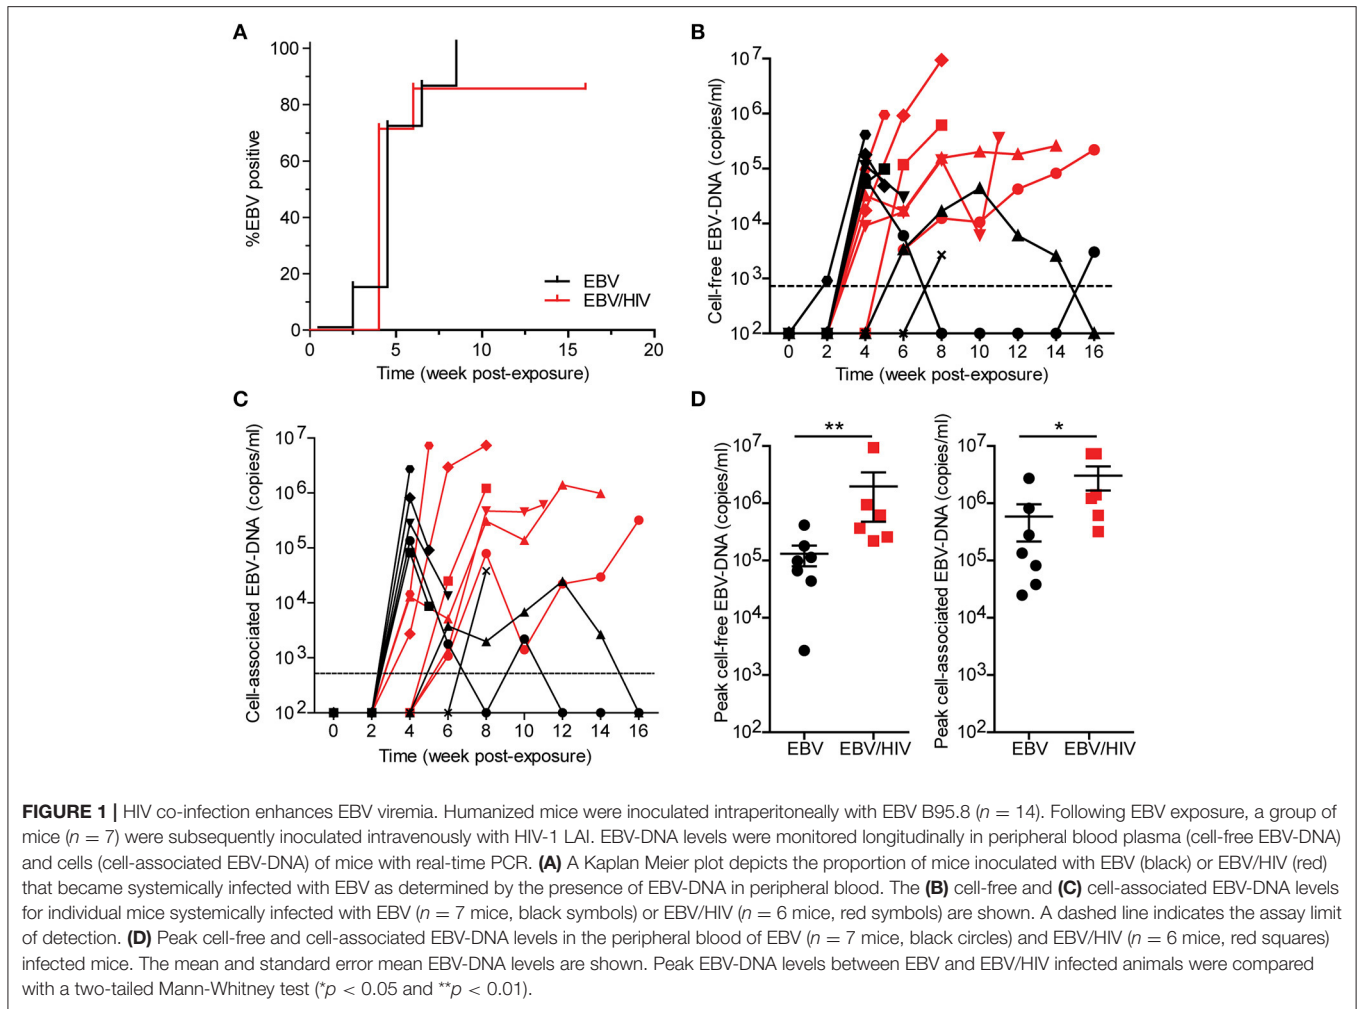 A
100
80
60
40
20
0
%EBV positive
EBV
EBV/HIV
0 5 10 15 20
Time (week post-exposure)
B
10^7
10^6
10^5
10^4
10^3
10^2
Cell-free EBV-DNA (copies/ml)
0 2 4 6 8 10 12 14 16
Time (week post-exposure)
C
10^7
10^6
10^5
10^4
10^3
10^2
Cell-associated EBV-DNA (copies/ml)
0 2 4 6 8 10 12 14 16
Time (week post-exposure)
D
**
10^7
10^6
10^5
10^4
10^3
10^2
Peak cell-free EBV-DNA (copies/ml)
EBV EBV/HIV
*
10^7
10^6
10^5
10^4
10^3
10^2
Peak cell-associated EBV-DNA (copies/ml)
EBV EBV/HIV
FIGURE 1 | HIV co-infection enhances EBV viremia. Humanized mice were inoculated intraperitoneally with EBV B95.8 (n = 14). Following EBV exposure, a group of
mice (n = 7) were subsequently inoculated intravenously with HIV-1 LAI. EBV-DNA levels were monitored longitudinally in peripheral blood plasma (cell-free EBV-DNA)
and cells (cell-associated EBV-DNA) of mice with real-time PCR. (A) A Kaplan Meier plot depicts the proportion of mice inoculated with EBV (black) or EBV/HIV (red)
that became systemically infected with EBV as determined by the presence of EBV-DNA in peripheral blood. The (B) cell-free and (C) cell-associated EBV-DNA levels
for individual mice systemically infected with EBV (n = 7 mice, black symbols) or EBV/HIV (n = 6 mice, red symbols) are shown. A dashed line indicates the assay limit
of detection. (D) Peak cell-free and cell-associated EBV-DNA levels in the peripheral blood of EBV (n = 7 mice, black circles) and EBV/HIV (n = 6 mice, red squares)
infected mice. The mean and standard error mean EBV-DNA levels are shown. Peak EBV-DNA levels between EBV and EBV/HIV infected animals were compared
with a two-tailed Mann-Whitney test (*p < 0.05 and **p < 0.01).